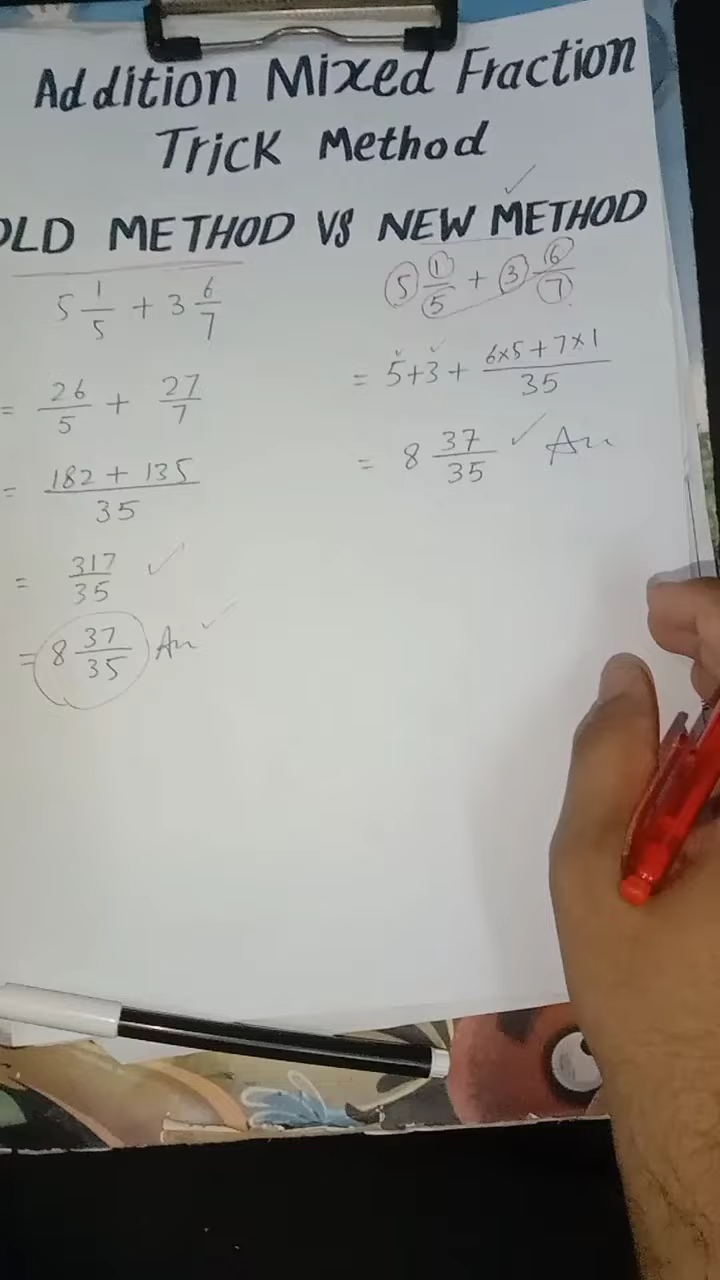 Addition Mixed Fraction
Trick Method
OLD METHOD VS NEW METHOD
5 1/5 + 3 6/7
= 26/5 + 27/7
= (182 + 135)/35
= 317/35
= 8 37/35 An
5 1/5 + 3 6/7
= 5+3+ (6×5+7×1)/35
= 8 37/35 An